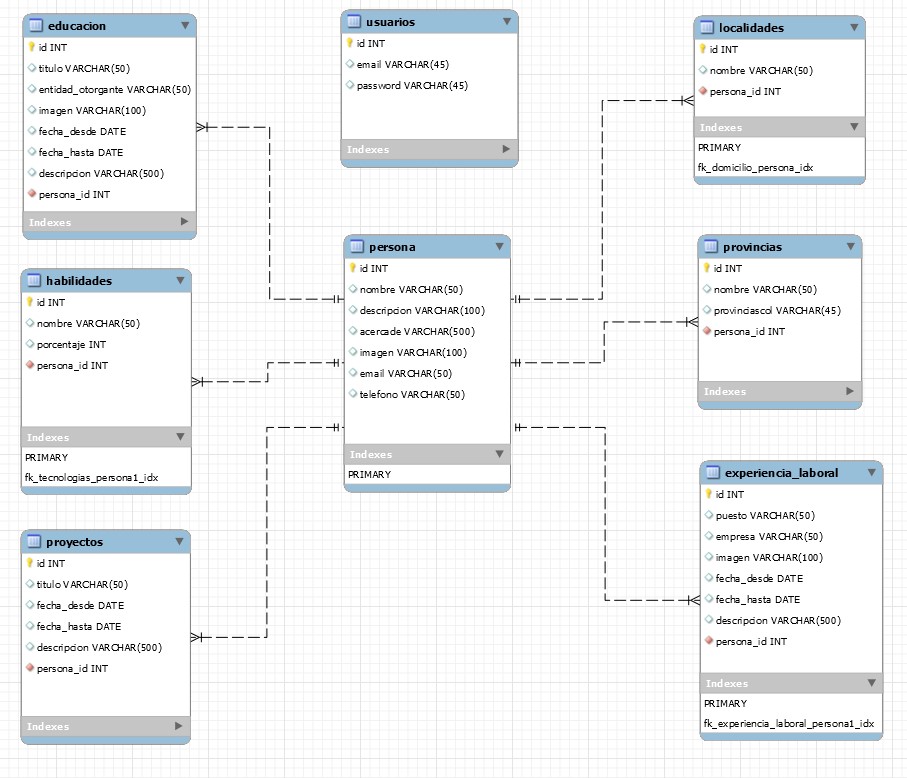 educacion
id INT
titulo VARCHAR(50)
entidad_otorgante VARCHAR(50)
imagen VARCHAR(100)
fecha_desde DATE
fecha_hasta DATE
descripcion VARCHAR(500)
persona_id INT
Indexes
usuarios
id INT
email VARCHAR(45)
password VARCHAR(45)
Indexes
localidades
id INT
nombre VARCHAR(50)
persona_id INT
Indexes
PRIMARY
fk_domicilio_persona_idx
habilidades
id INT
nombre VARCHAR(50)
porcentaje INT
persona_id INT
Indexes
PRIMARY
fk_tecnologias_persona1_idx
persona
id INT
nombre VARCHAR(50)
descripcion VARCHAR(100)
acercade VARCHAR(500)
imagen VARCHAR(100)
email VARCHAR(50)
telefono VARCHAR(50)
Indexes
PRIMARY
provincias
id INT
nombre VARCHAR(50)
provinciascol VARCHAR(45)
persona_id INT
Indexes
proyectos
id INT
titulo VARCHAR(50)
fecha_desde DATE
fecha_hasta DATE
descripcion VARCHAR(500)
persona_id INT
Indexes
experiencia_laboral
id INT
puesto VARCHAR(50)
empresa VARCHAR(50)
imagen VARCHAR(100)
fecha_desde DATE
fecha_hasta DATE
descripcion VARCHAR(500)
persona_id INT
Indexes
PRIMARY
fk_experiencia_laboral_persona1_idx